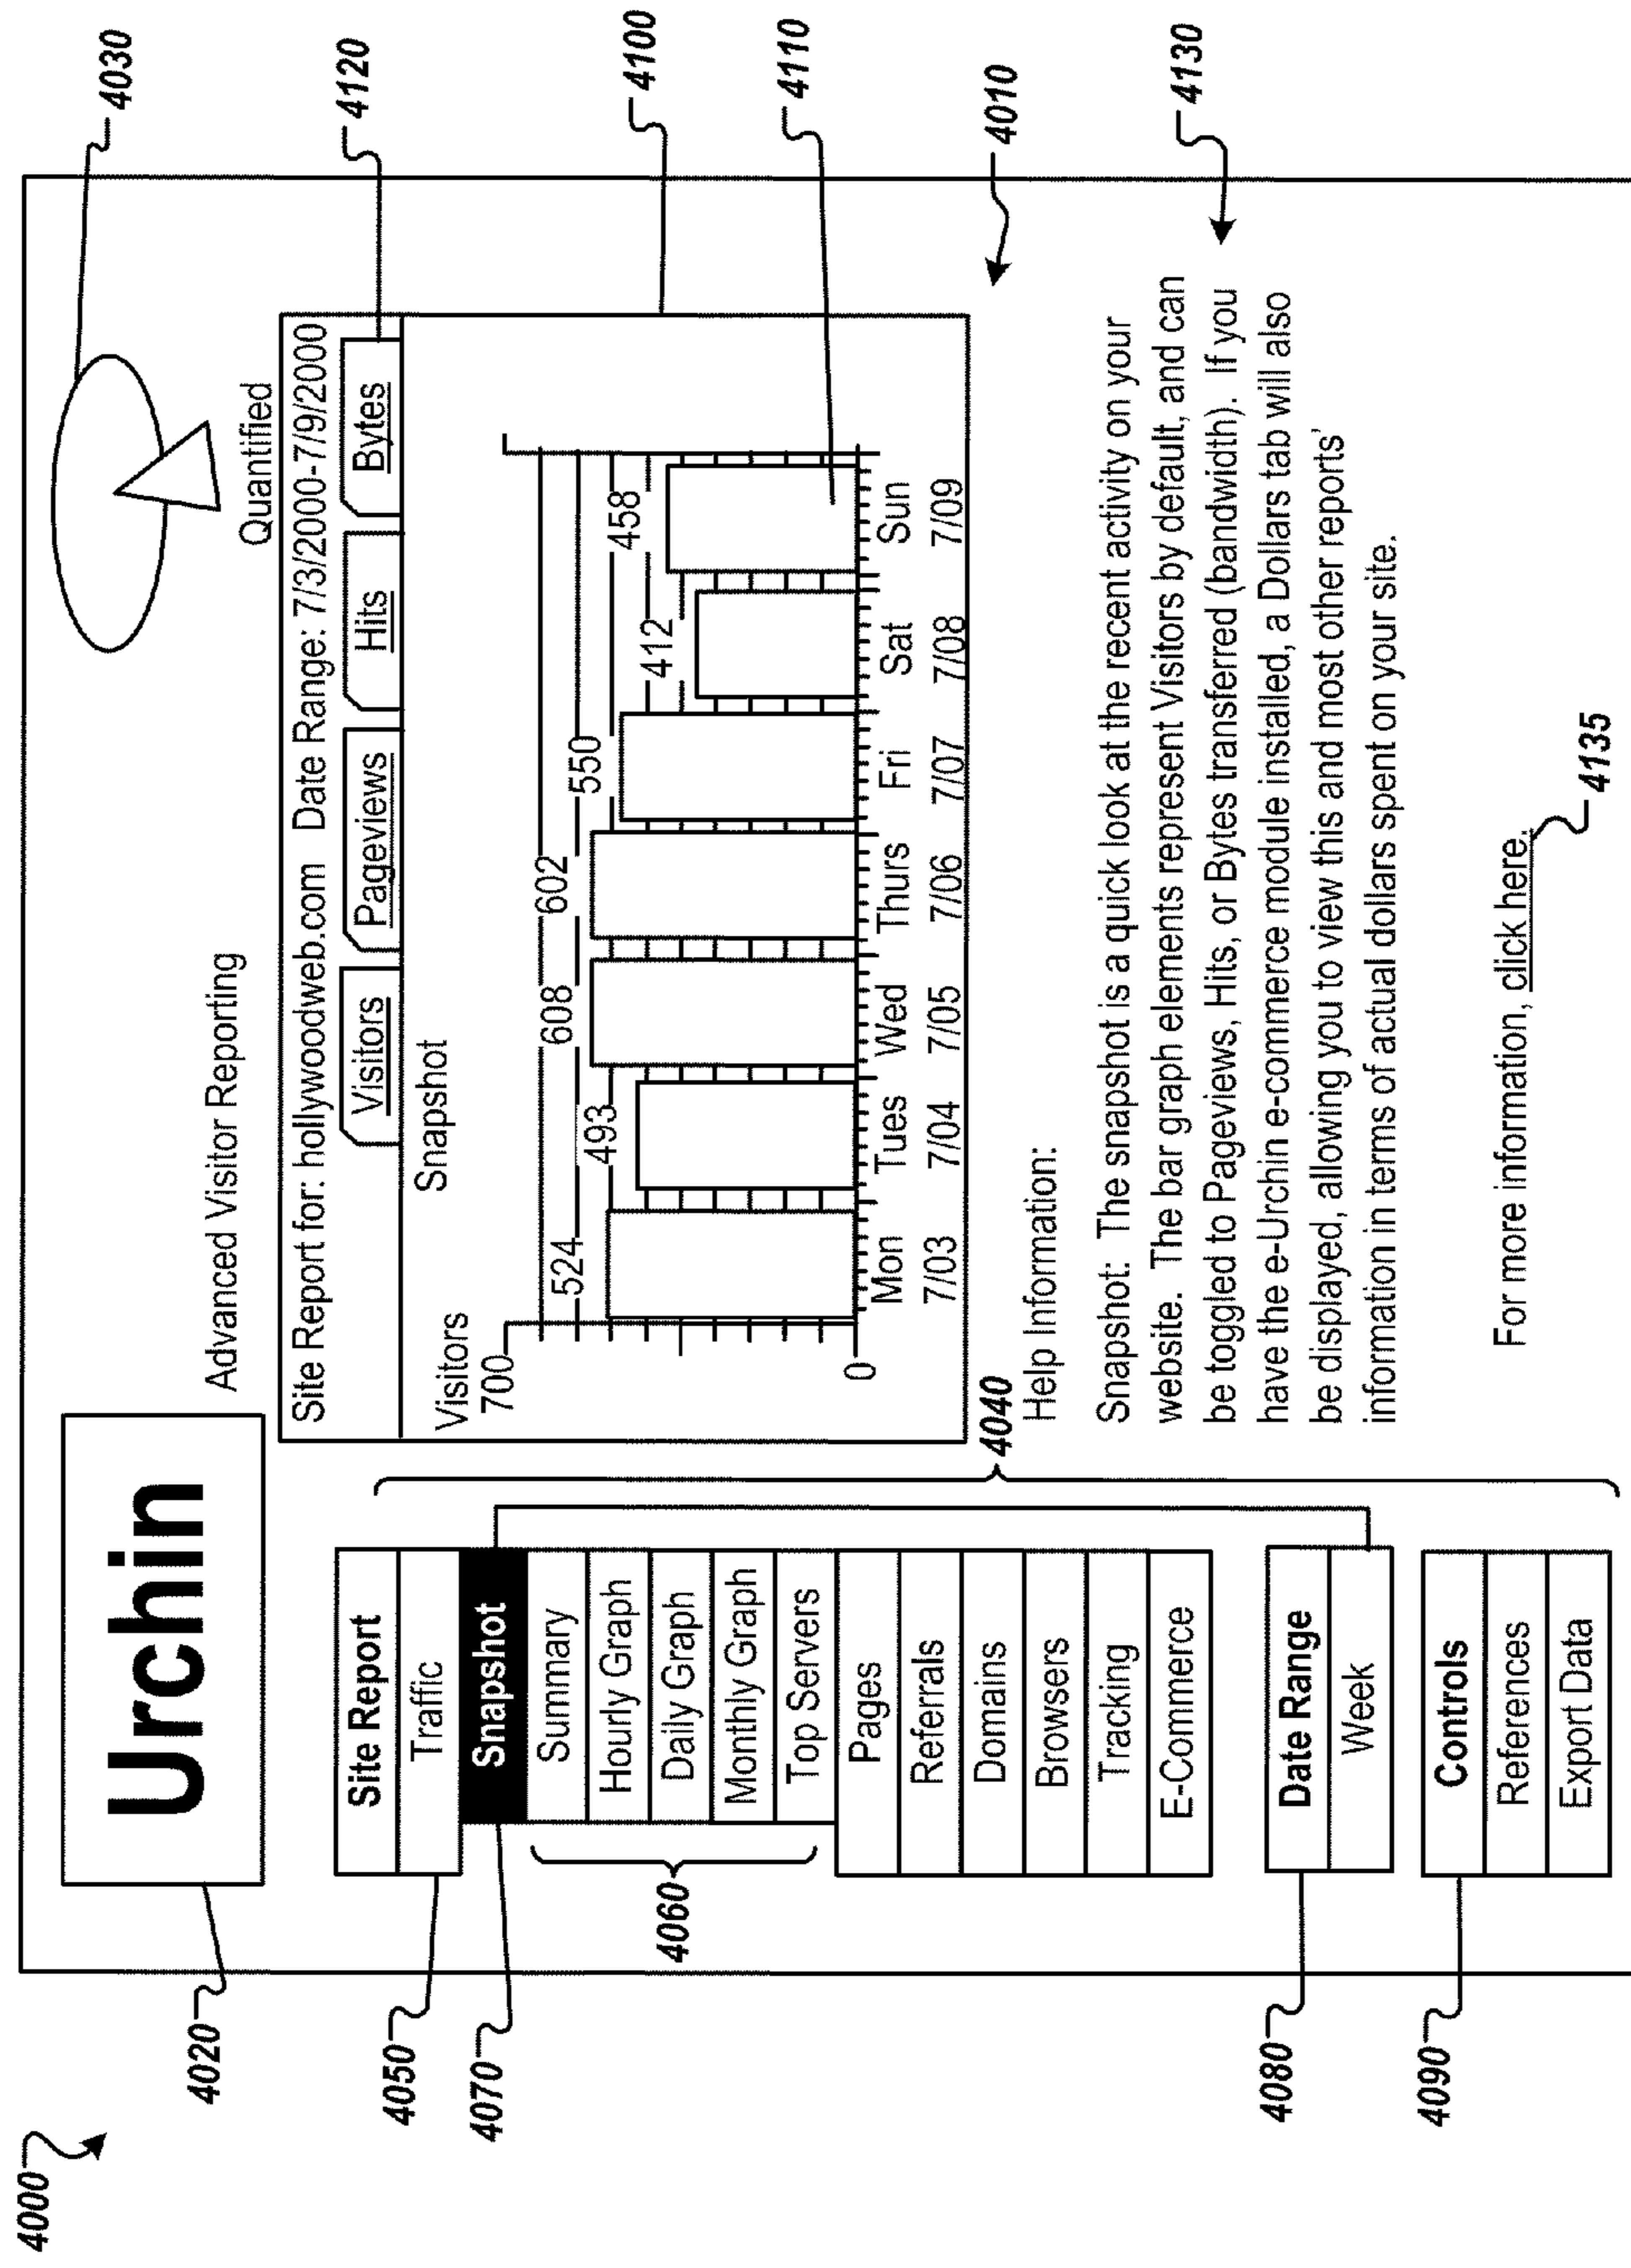 4000
4020
Urchin
4030
Advanced Visitor Reporting
Quantified
Site Report for: hollywoodweb.com Date Range: 7/3/2000-7/9/2000
Visitors Pageviews Hits Bytes
4120
Snapshot
Visitors
700
524 493 608 602 550 412 458
0
Mon Tues Wed Thurs Fri Sat Sun
7/03 7/04 7/05 7/06 7/07 7/08 7/09
4100
4110
4010
4050
4070
Site Report
Traffic
Snapshot
Summary
Hourly Graph
Daily Graph
Monthly Graph
Top Servers
4060
Pages
Referrals
Domains
Browsers
Tracking
E-Commerce
4040
4080
Date Range
Week
4090
Controls
References
Export Data
Help Information:
Snapshot: The snapshot is a quick look at the recent activity on your
website. The bar graph elements represent Visitors by default, and can
be toggled to Pageviews, Hits, or Bytes transferred (bandwidth). If you
have the e-Urchin e-commerce module installed, a Dollars tab will also
be displayed, allowing you to view this and most other reports'
information in terms of actual dollars spent on your site.
4130
For more information, click here.
4135